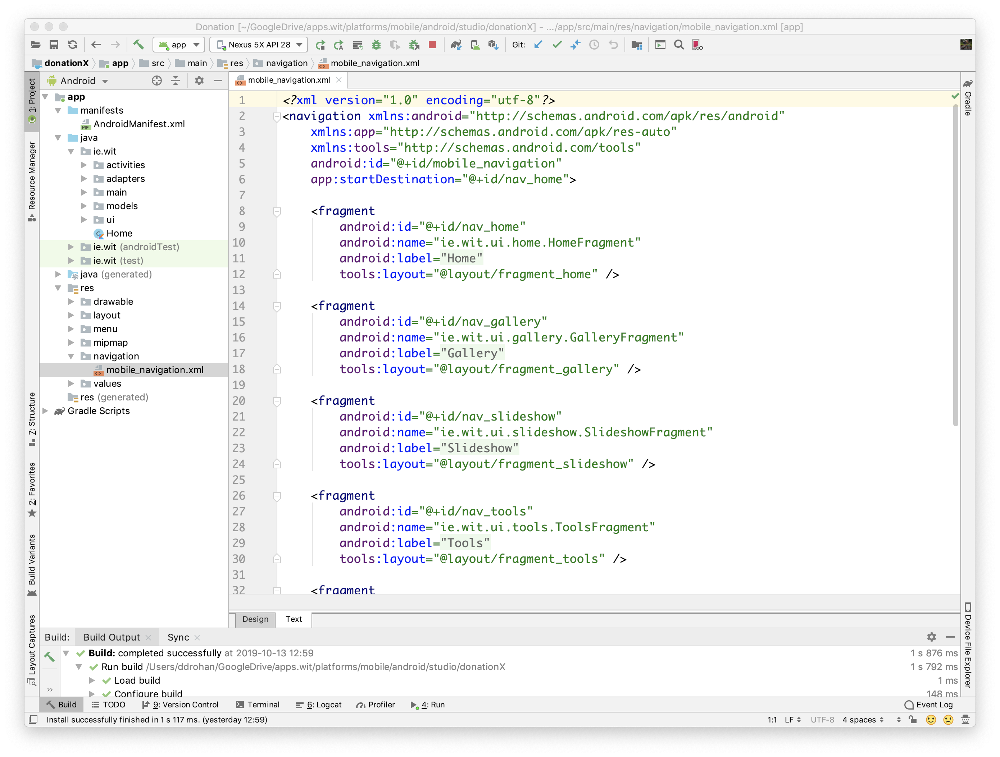 Donation [~/GoogleDrive/apps.wit/platforms/mobile/android/studio/donationX] - .../app/src/main/res/navigation/mobile_navigation.xml [app]
app Nexus 5X API 28 Git:
donationX app src main res navigation mobile_navigation.xml
1: Project
Resource Manager
7: Structure
2: Favorites
Build Variants
Layout Captures
Android
app
manifests
AndroidManifest.xml
java
ie.wit
activities
adapters
main
models
ui
Home
ie.wit (androidTest)
ie.wit (test)
java (generated)
res
drawable
layout
menu
mipmap
navigation
mobile_navigation.xml
values
res (generated)
Gradle Scripts
mobile_navigation.xml
1 <?xml version="1.0" encoding="utf-8"?>
2 <navigation xmlns:android="http://schemas.android.com/apk/res/android"
3 xmlns:app="http://schemas.android.com/apk/res-auto"
4 xmlns:tools="http://schemas.android.com/tools"
5 android:id="@+id/mobile_navigation"
6 app:startDestination="@+id/nav_home">
7
8 <fragment
9 android:id="@+id/nav_home"
10 android:name="ie.wit.ui.home.HomeFragment"
11 android:label="Home"
12 tools:layout="@layout/fragment_home" />
13
14 <fragment
15 android:id="@+id/nav_gallery"
16 android:name="ie.wit.ui.gallery.GalleryFragment"
17 android:label="Gallery"
18 tools:layout="@layout/fragment_gallery" />
19
20 <fragment
21 android:id="@+id/nav_slideshow"
22 android:name="ie.wit.ui.slideshow.SlideshowFragment"
23 android:label="Slideshow"
24 tools:layout="@layout/fragment_slideshow" />
25
26 <fragment
27 android:id="@+id/nav_tools"
28 android:name="ie.wit.ui.tools.ToolsFragment"
29 android:label="Tools"
30 tools:layout="@layout/fragment_tools" />
31
32 <fragment
Design Text
Gradle
Device File Explorer
Build: Build Output Sync
Build: completed successfully at 2019-10-13 12:59 1 s 876 ms
Run build /Users/ddrohan/GoogleDrive/apps.wit/platforms/mobile/android/studio/donationX 1 s 792 ms
Load build 1 ms
Configure build 148 ms
Build TODO 9: Version Control Terminal 6: Logcat Profiler 4: Run Event Log
Install successfully finished in 1 s 117 ms. (yesterday 12:59) 1:1 LF UTF-8 4 spaces